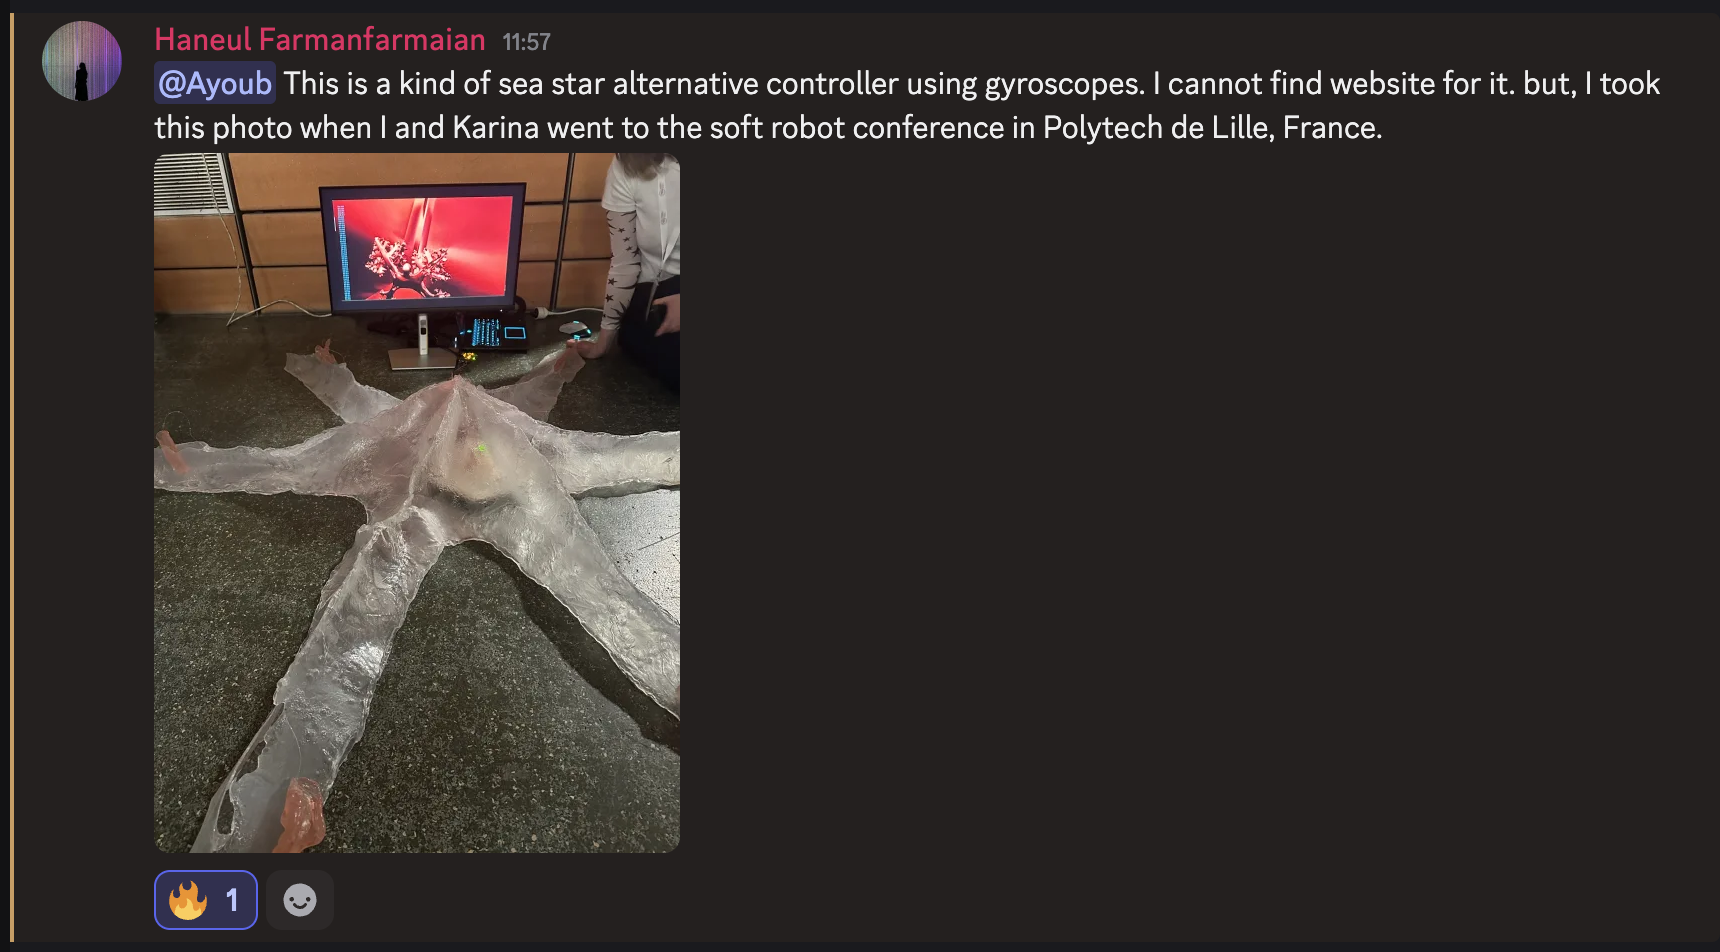 Haneul Farmanfarmaian 11:57
@Ayoub This is a kind of sea star alternative controller using gyroscopes. I cannot find website for it. but, I took
this photo when I and Karina went to the soft robot conference in Polytech de Lille, France.
1